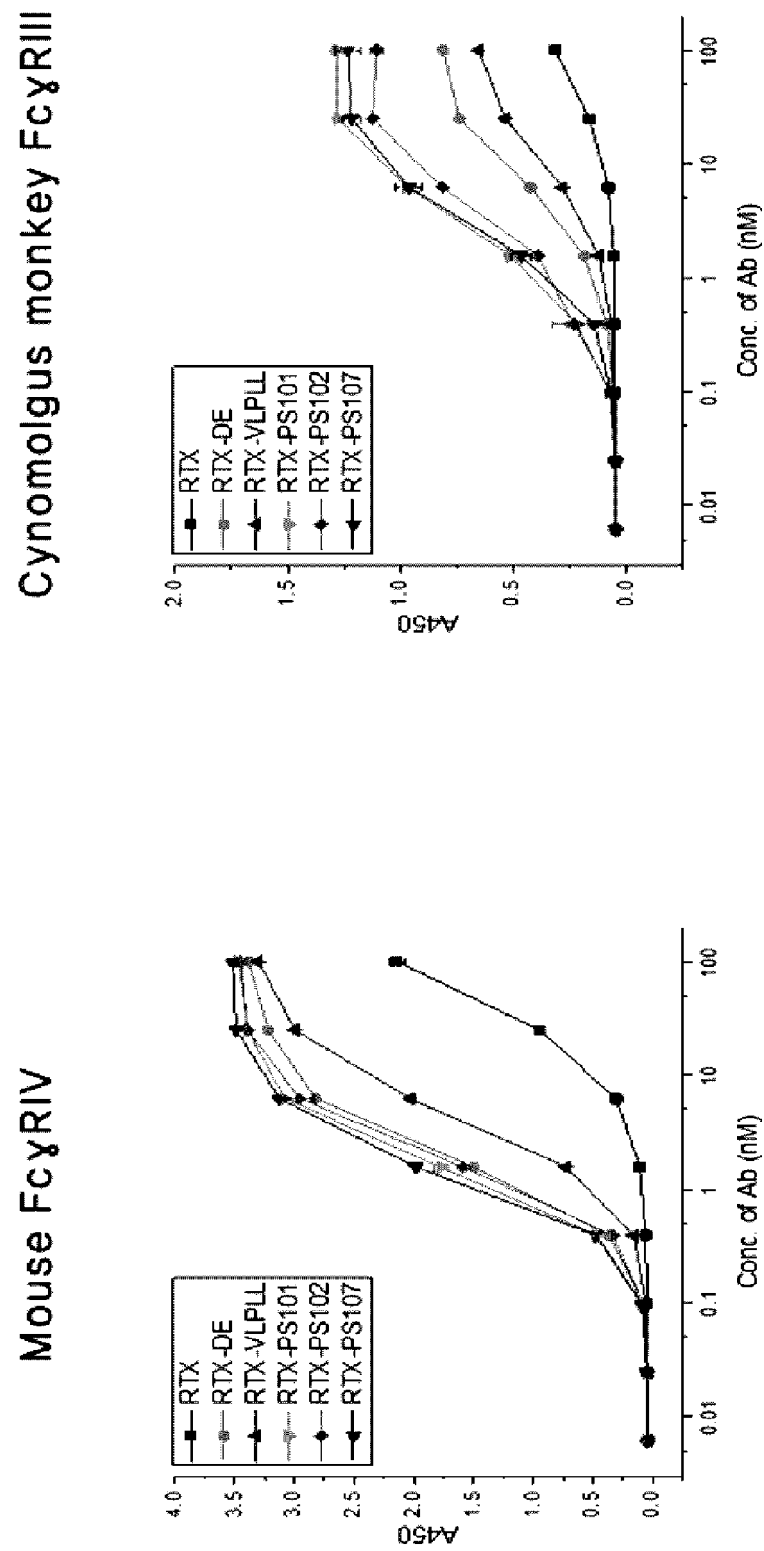 Mouse FcɣRIV
RTX
RTX-DE
RTX-VLPLL
RTX-PS101
RTX-PS102
RTX-PS107
4.0
3.5
3.0
2.5
2.0
1.5
1.0
0.5
0.0
A450
0.01
0.1
1
10
100
Conc. of Ab (nM)
Cynomolgus monkey FcɣRIII
RTX
RTX-DE
RTX-VLPLL
RTX-PS101
RTX-PS102
RTX-PS107
2.0
1.5
1.0
0.5
0.0
A450
0.01
0.1
1
10
100
Conc. of Ab (nM)